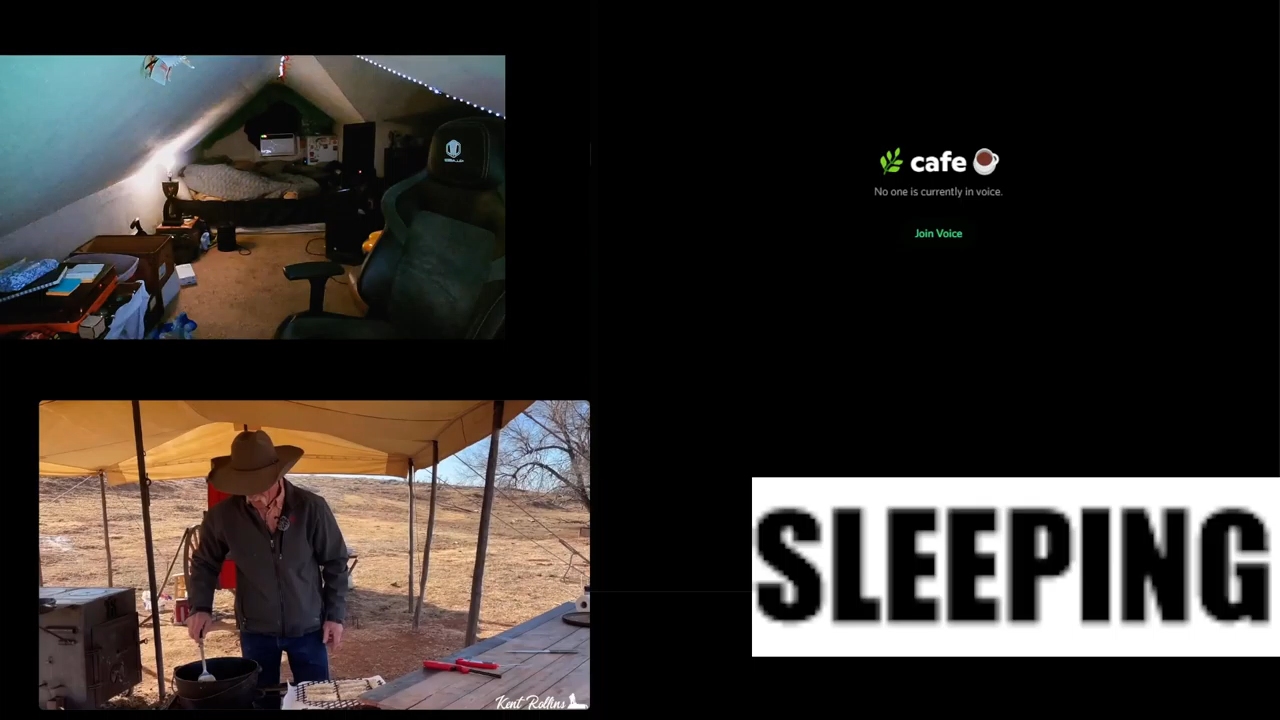 🌿 cafe ☕
No one is currently in voice.
Join Voice
SLEEPING
Kent Rollins